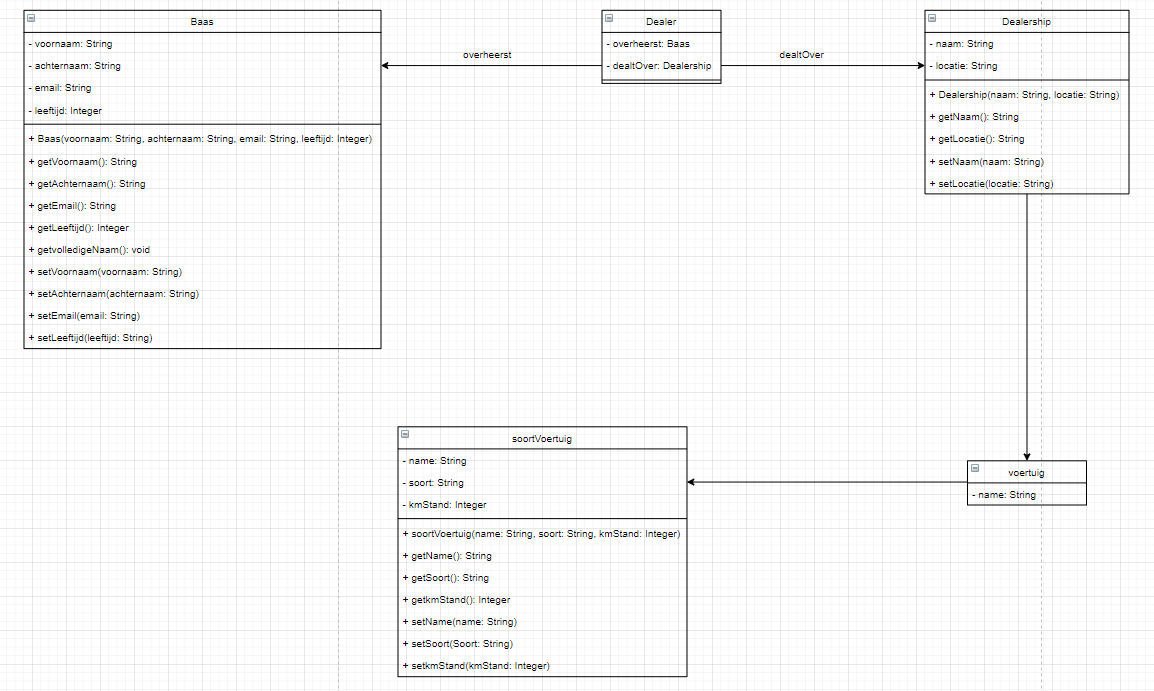 Baas
- voornaam: String
- achternaam: String
- email: String
- leeftijd: Integer
+ Baas(voornaam: String, achternaam: String, email: String, leeftijd: Integer)
+ getVoornaam(): String
+ getAchternaam(): String
+ getEmail(): String
+ getLeeftijd(): Integer
+ getvolledigeNaam(): void
+ setVoornaam(voornaam: String)
+ setAchternaam(achternaam: String)
+ setEmail(email: String)
+ setLeeftijd(leeftijd: String)
overheerst
Dealer
- overheerst: Baas
- dealtOver: Dealership
dealtOver
Dealership
- naam: String
- locatie: String
+ Dealership(naam: String, locatie: String)
+ getNaam(): String
+ getLocatie(): String
+ setNaam(naam: String)
+ setLocatie(locatie: String)
soortVoertuig
- name: String
- soort: String
- kmStand: Integer
+ soortVoertuig(name: String, soort: String, kmStand: Integer)
+ getName(): String
+ getSoort(): String
+ getkmStand(): Integer
+ setName(name: String)
+ setSoort(Soort: String)
+ setkmStand(kmStand: Integer)
voertuig
- name: String